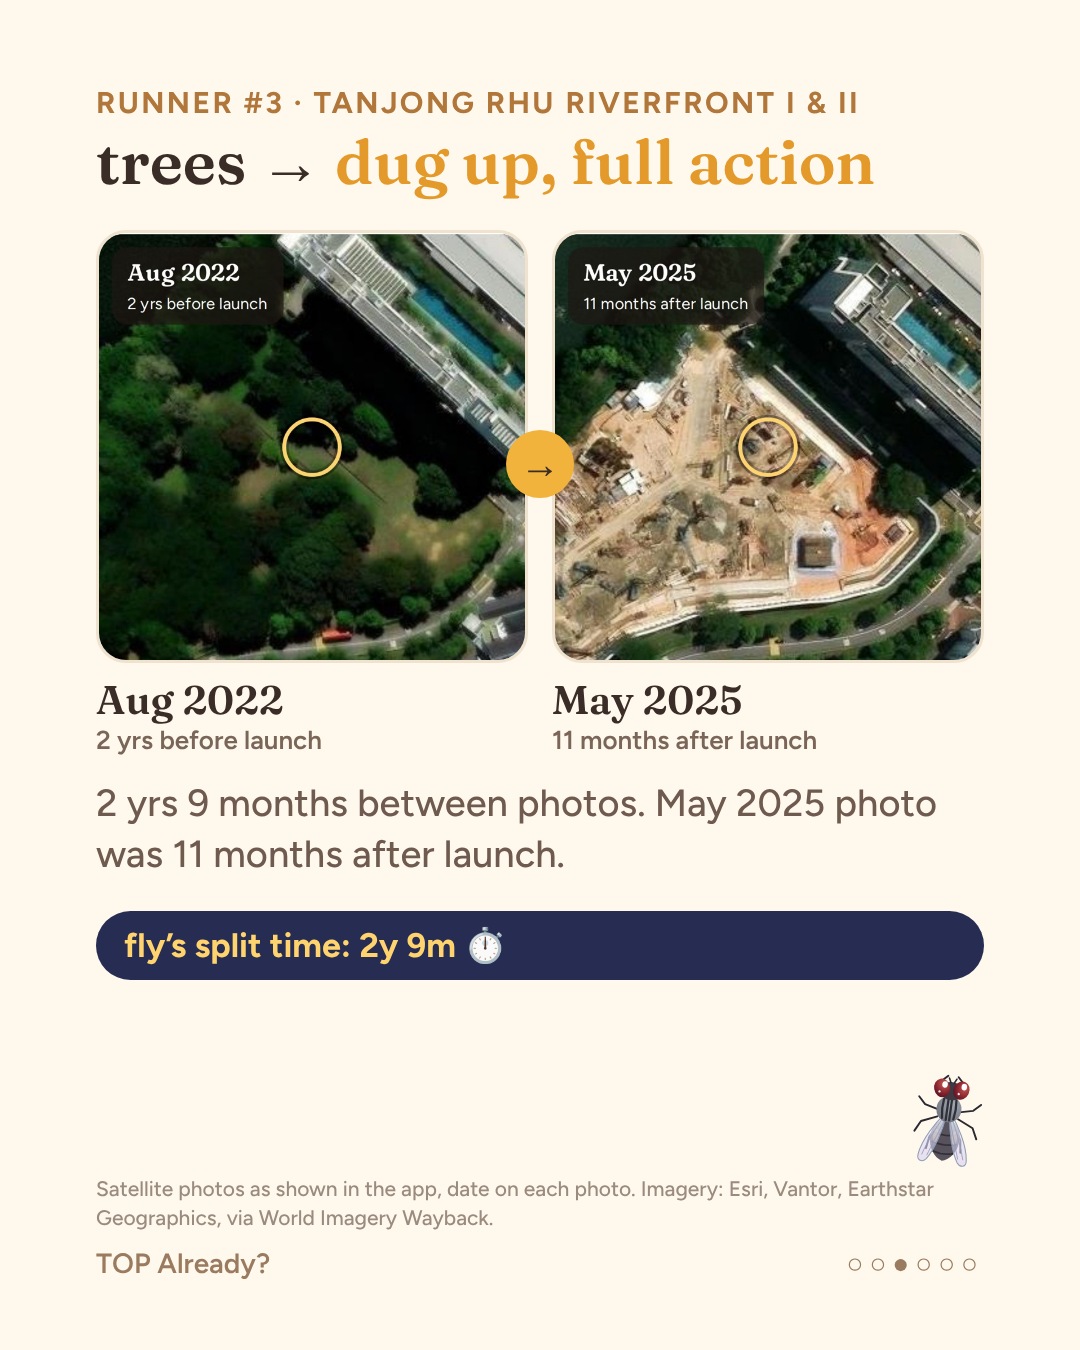 RUNNER #3 · TANJONG RHU RIVERFRONT I & II
trees → dug up, full action
Aug 2022
2 yrs before launch
May 2025
11 months after launch
→
Aug 2022
2 yrs before launch
May 2025
11 months after launch
2 yrs 9 months between photos. May 2025 photo
was 11 months after launch.
fly’s split time: 2y 9m ⏱️
Satellite photos as shown in the app, date on each photo. Imagery: Esri, Vantor, Earthstar
Geographics, via World Imagery Wayback.
TOP Already?